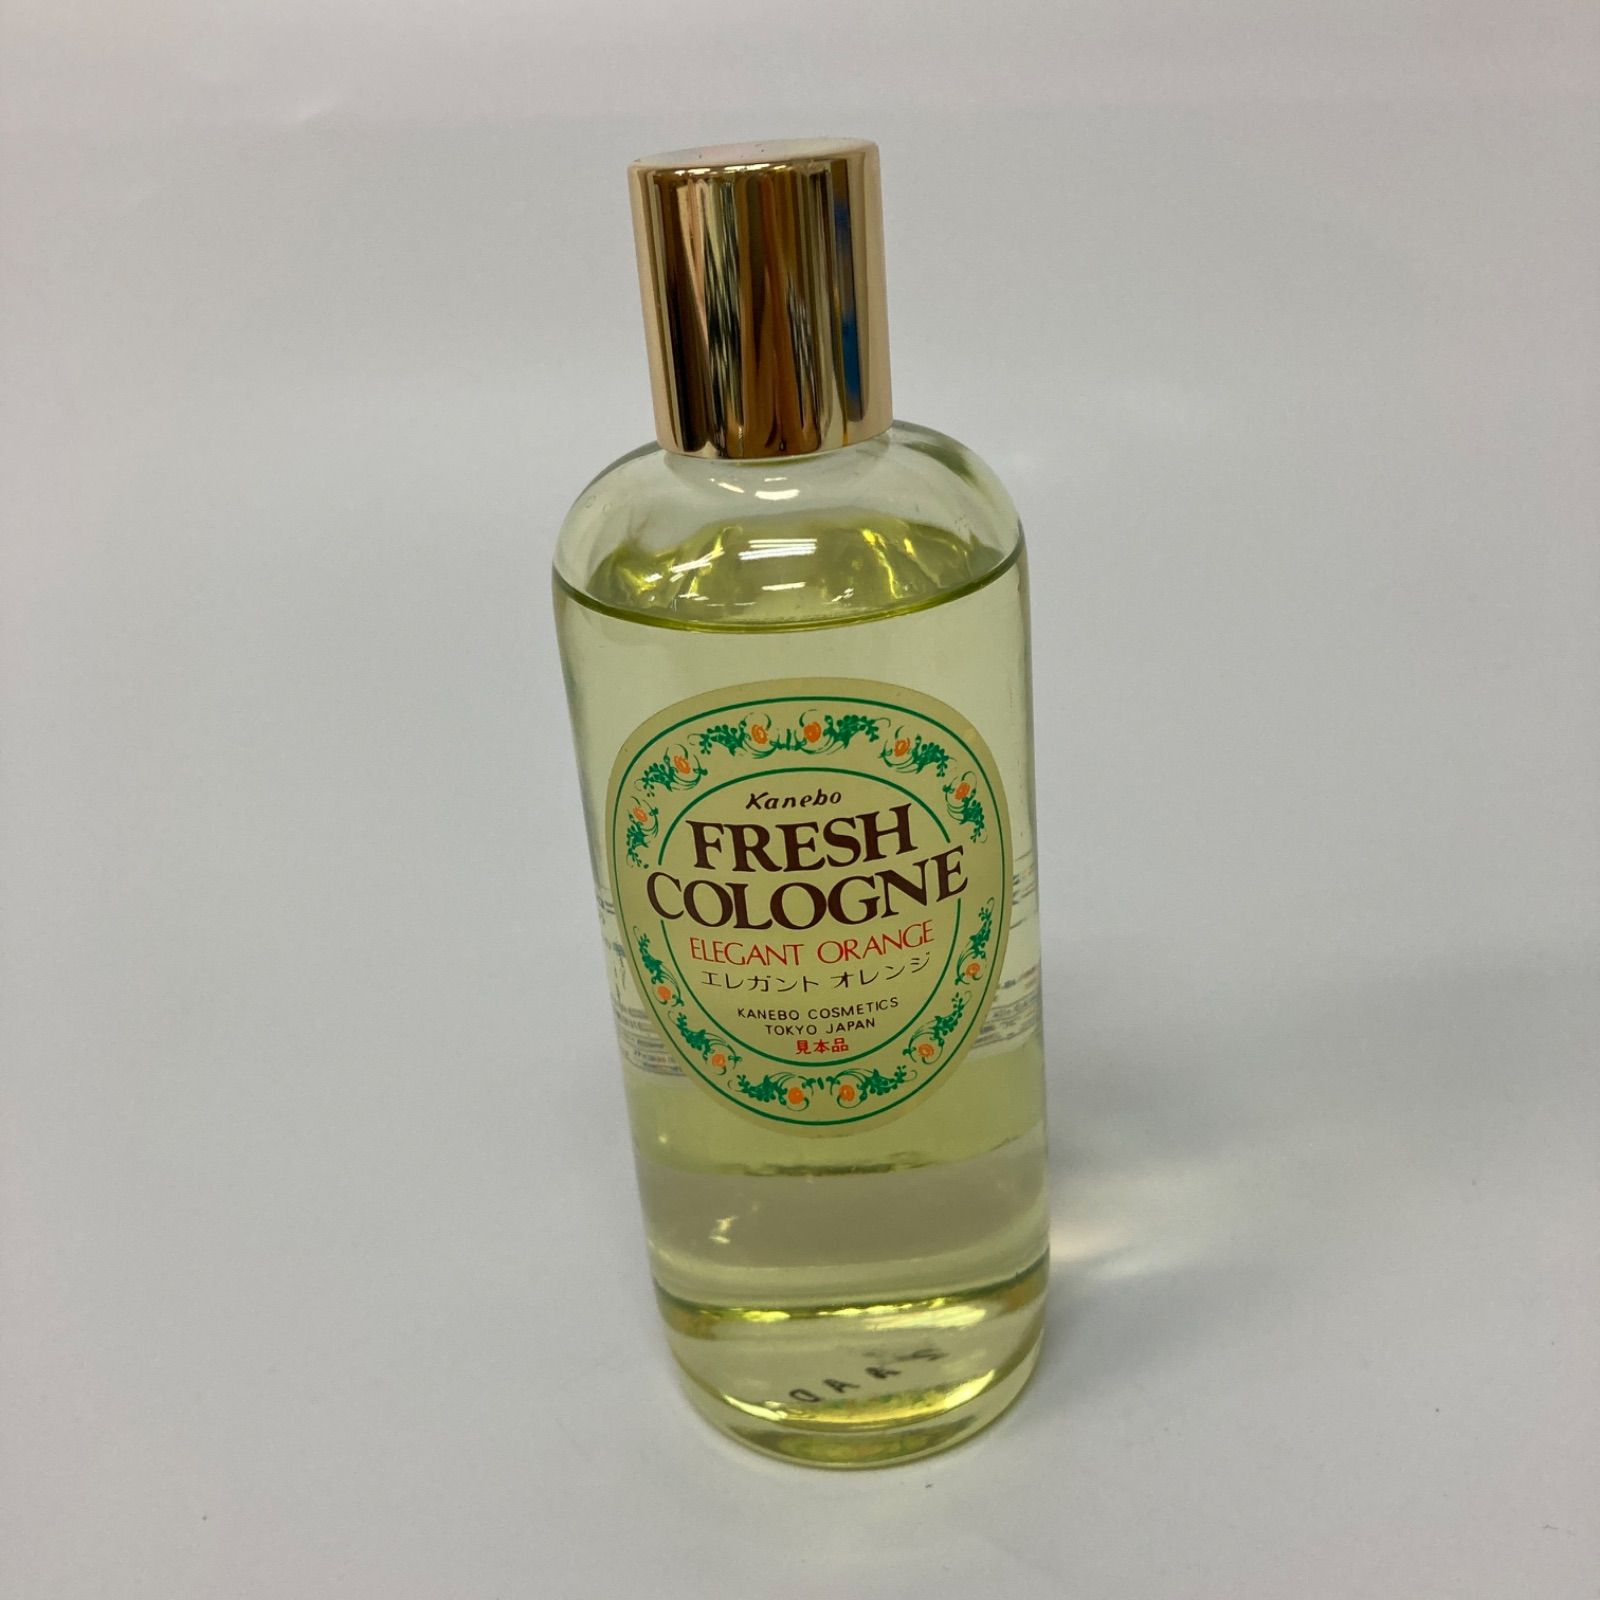 Kanebo
FRESH
COLOGNE
ELEGANT ORANGE
エレガント オレンジ
KANEBO COSMETICS
TOKYO JAPAN
見本品